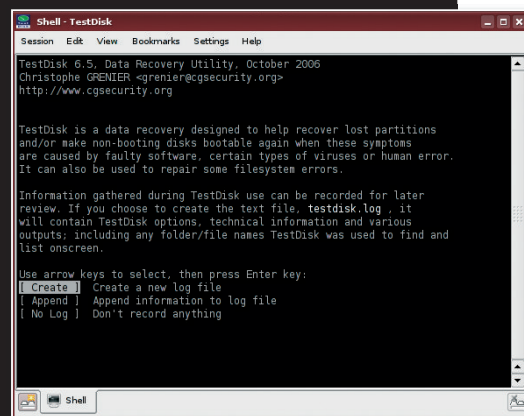 Shell - TestDisk
Session Edit View Bookmarks Settings Help
TestDisk 6.5, Data Recovery Utility, October 2006
Christophe GRENIER <grenier@cgsecurity.org>
http://www.cgsecurity.org
TestDisk is a data recovery designed to help recover lost partitions
and/or make non-booting disks bootable again when these symptoms
are caused by faulty software, certain types of viruses or human error.
It can also be used to repair some filesystem errors.
Information gathered during TestDisk use can be recorded for later
review. If you choose to create the text file, testdisk.log , it
will contain TestDisk options, technical information and various
outputs; including any folder/file names TestDisk was used to find and
list onscreen.
Use arrow keys to select, then press Enter key:
[ Create ] Create a new log file
[ Append ] Append information to log file
[ No Log ] Don't record anything
Shell